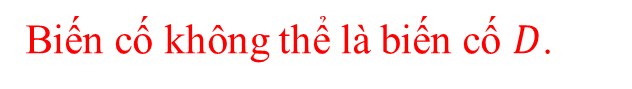 Biến cố không thể là biến cố D.